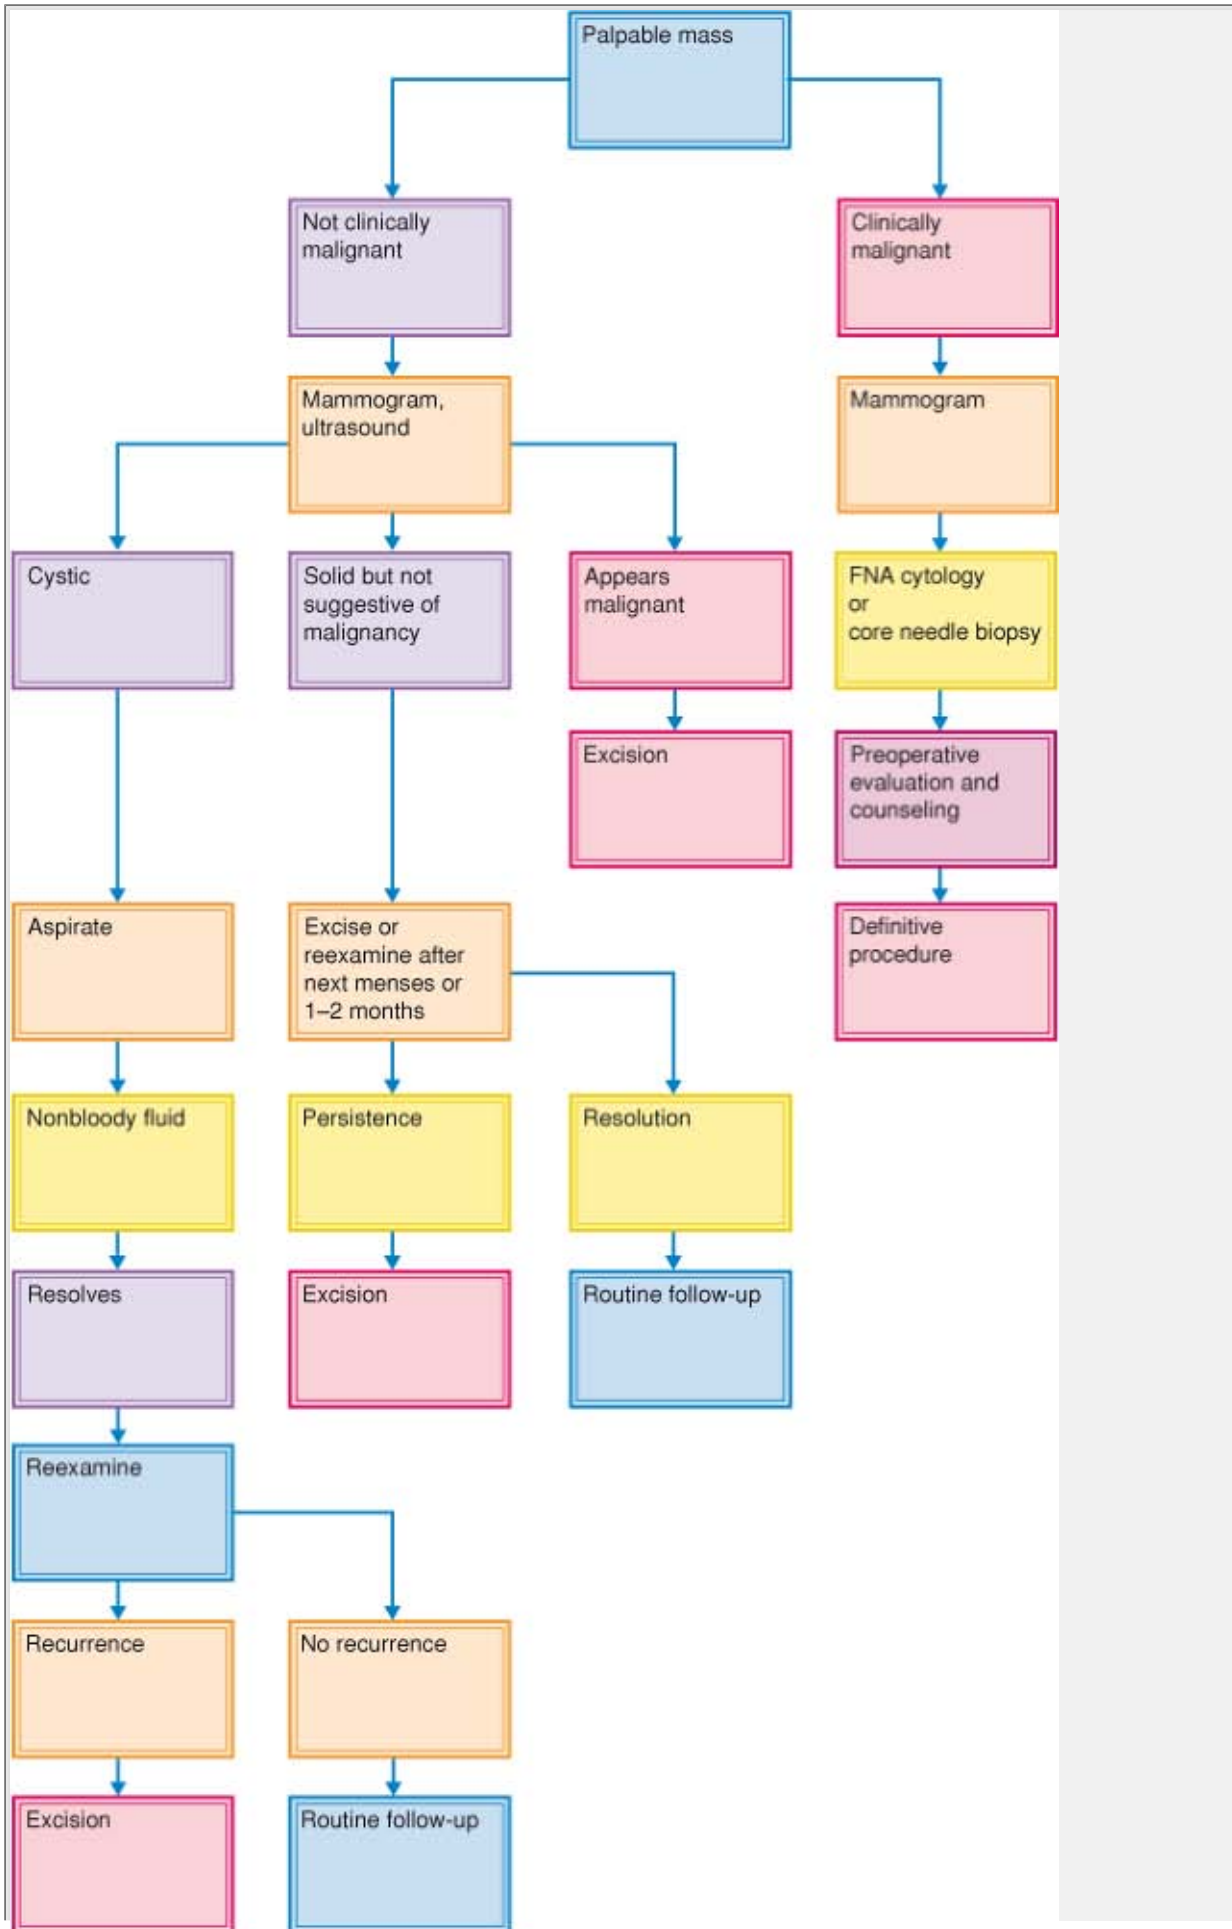 Palpable mass
Not clinically
malignant
Clinically
malignant
Mammogram,
ultrasound
Mammogram
Cystic
Solid but not
suggestive of
malignancy
Appears
malignant
FNA cytology
or
core needle biopsy
Excision
Preoperative
evaluation and
counseling
Aspirate
Excise or
reexamine after
next menses or
1–2 months
Definitive
procedure
Nonbloody fluid
Persistence
Resolution
Resolves
Excision
Routine follow-up
Reexamine
Recurrence
No recurrence
Excision
Routine follow-up